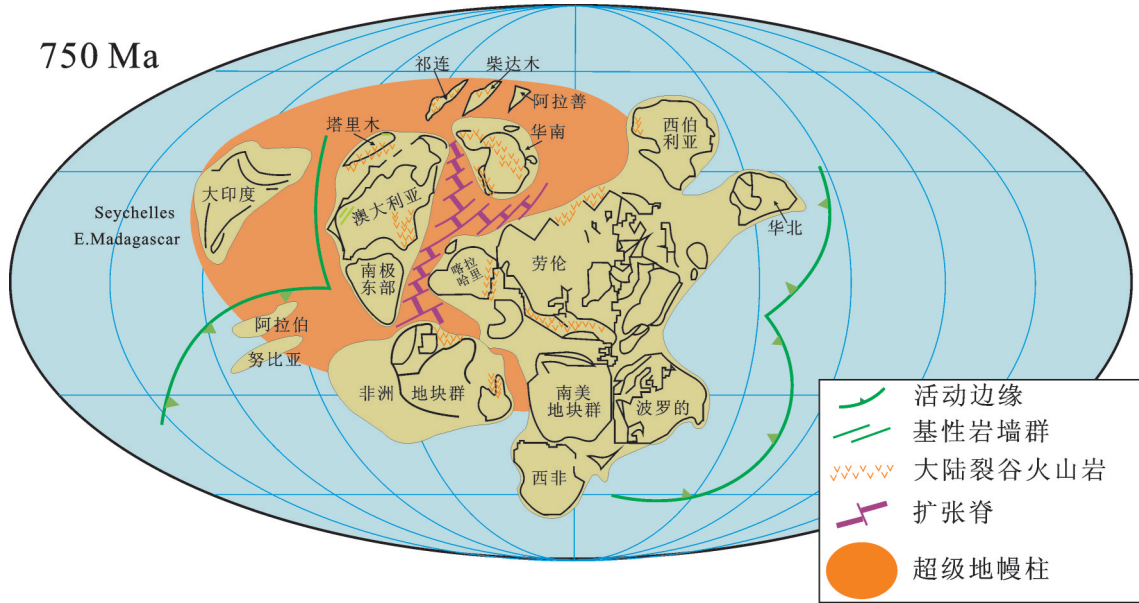 750 Ma
祁连
柴达木
阿拉善
塔里木
华南
西伯
利亚
大印度
澳大利亚
Seychelles
E.Madagascar
华北
南极
东部
喀拉
哈里
劳伦
阿拉伯
努比亚
非洲 地块群
南美
地块群
波罗的
西非
活动边缘
基性岩墙群
大陆裂谷火山岩
扩张脊
超级地幔柱